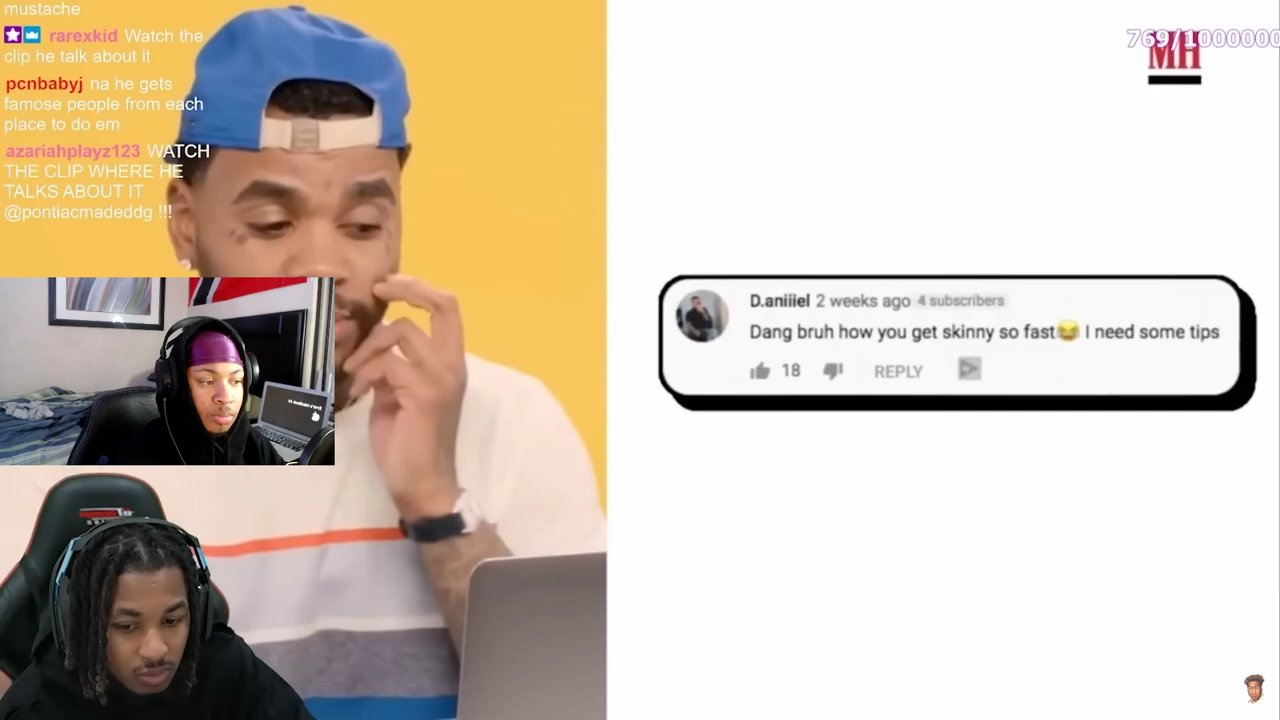 mustache
rarexkid Watch the
clip he talk about it
pcnbabyj na he gets
famose people from each
place to do em
azariahplayz123 WATCH
THE CLIP WHERE HE
TALKS ABOUT IT
@pontiacmadeddg !!!
769/1000000
MH
D.aniiiel 2 weeks ago 4 subscribers
Dang bruh how you get skinny so fast😂 I need some tips
18 REPLY